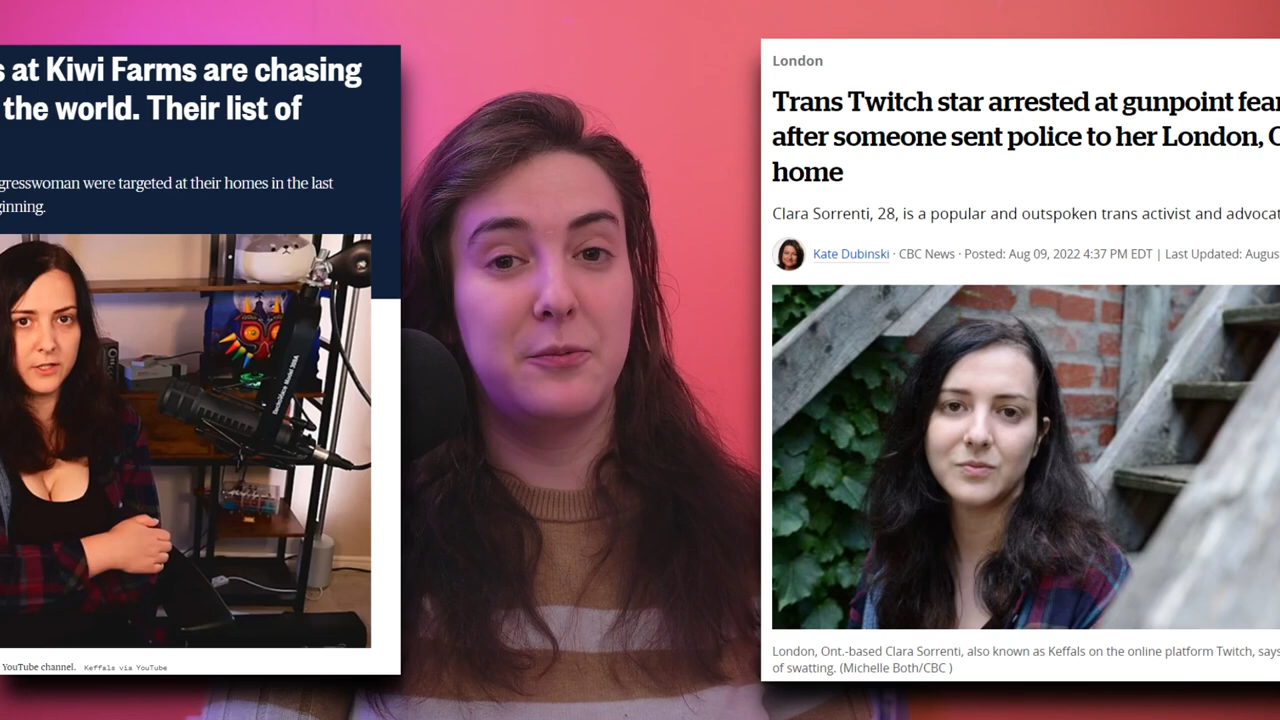 s at Kiwi Farms are chasing
the world. Their list of
gresswoman were targeted at their homes in the last
ginning.
YouTube channel. Keffals via YouTube
London
Trans Twitch star arrested at gunpoint fear
after someone sent police to her London, O
home
Clara Sorrenti, 28, is a popular and outspoken trans activist and advocat
Kate Dubinski · CBC News · Posted: Aug 09, 2022 4:37 PM EDT | Last Updated: August
London, Ont.-based Clara Sorrenti, also known as Keffals on the online platform Twitch, says
of swatting. (Michelle Both/CBC )